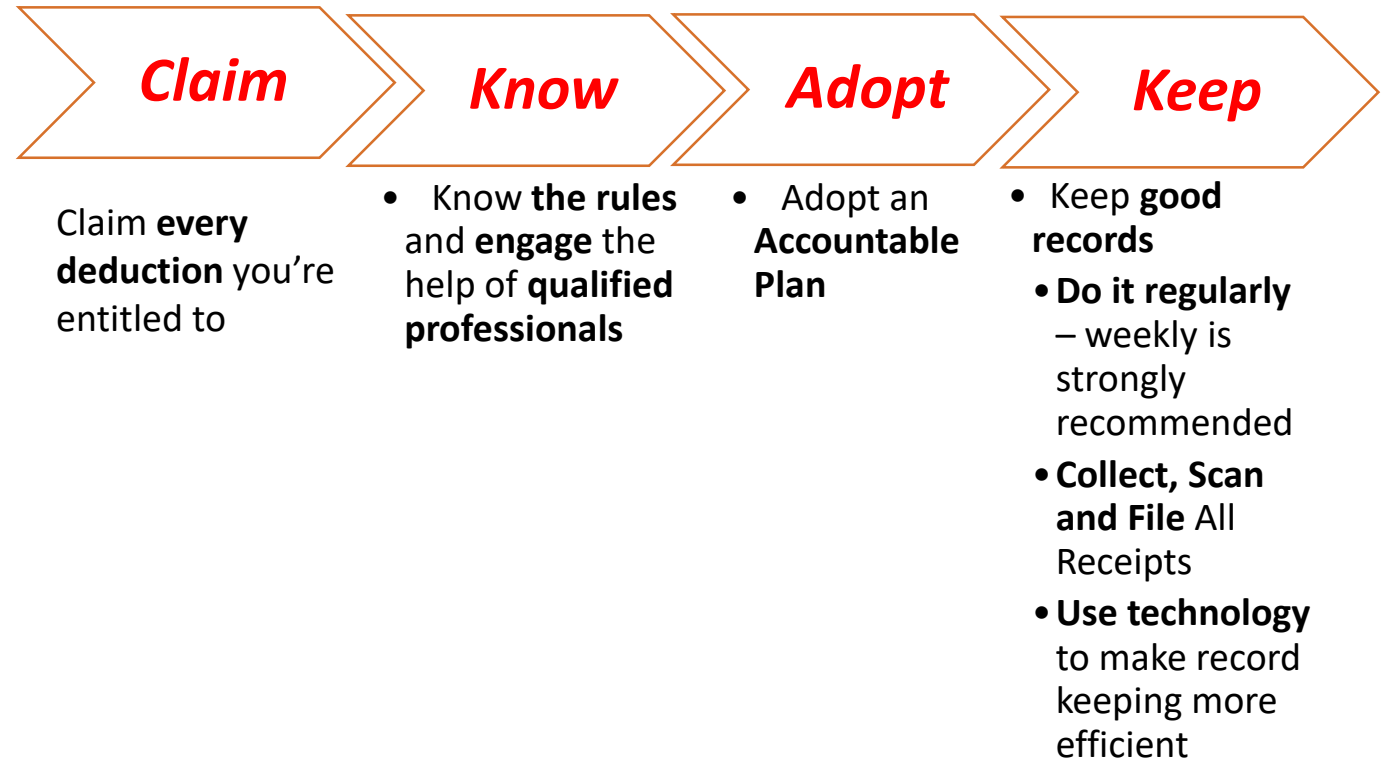 Claim
Know
Adopt
Keep
Claim every
deduction you’re
entitled to
• Know the rules
and engage the
help of qualified
professionals
• Adopt an
Accountable
Plan
• Keep good
records
• Do it regularly
– weekly is
strongly
recommended
• Collect, Scan
and File All
Receipts
• Use technology
to make record
keeping more
efficient